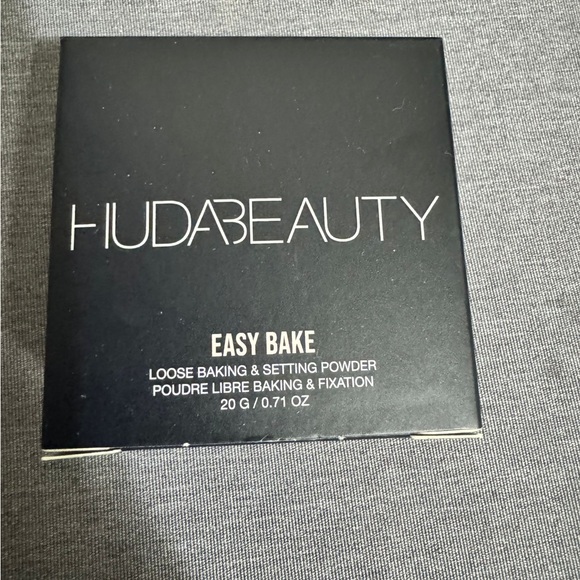 HUDABEAUTY
EASY BAKE
LOOSE BAKING & SETTING POWDER
POUDRE LIBRE BAKING & FIXATION
20 G / 0.71 OZ